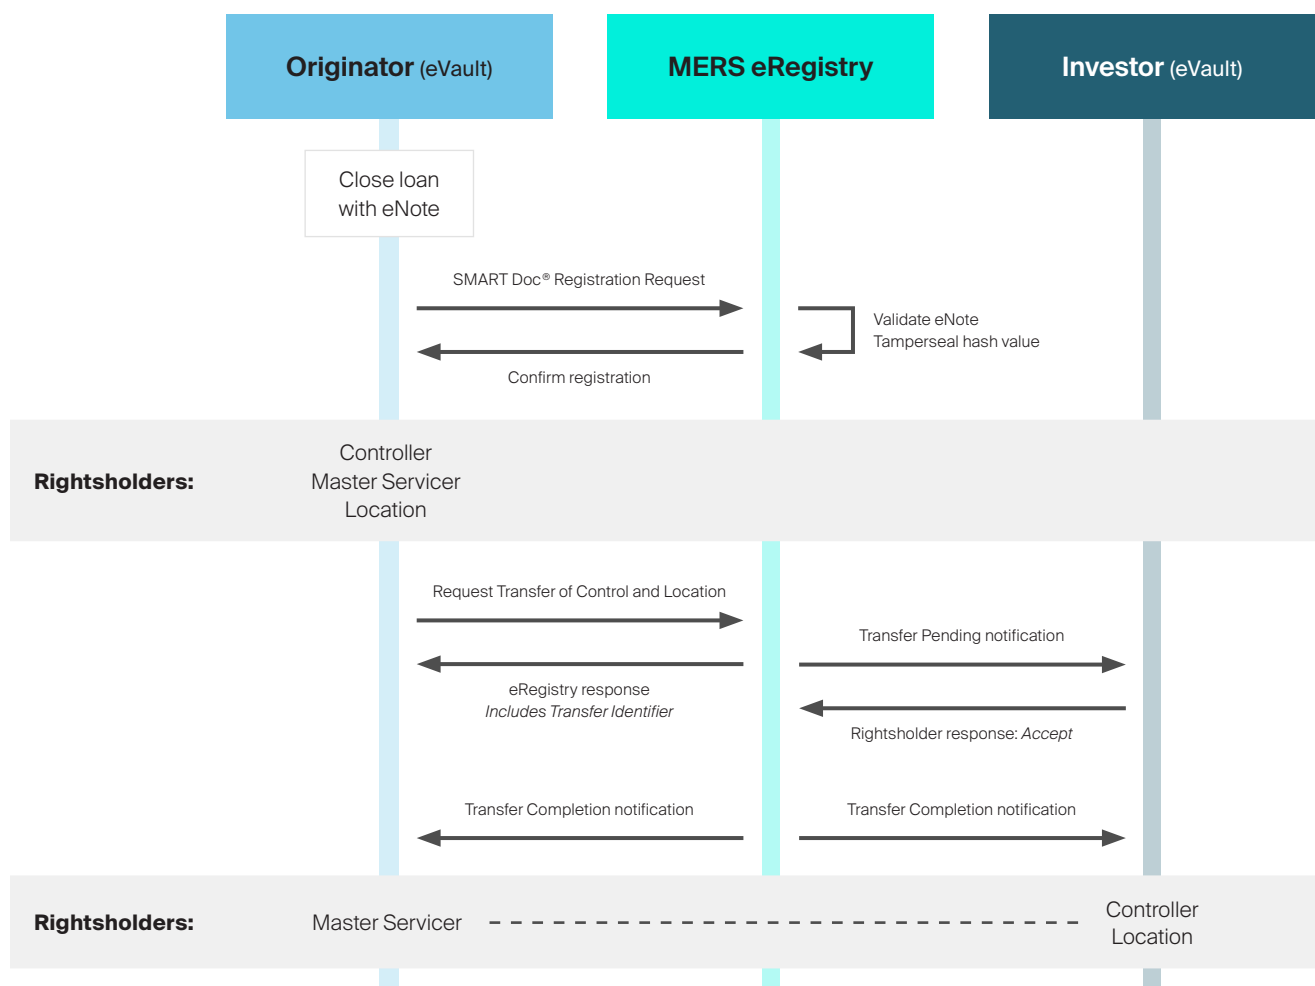 Originator (eVault)
MERS eRegistry
Investor (eVault)
Close loan
with eNote
SMART Doc® Registration Request
Validate eNote
Tamperseal hash value
Confirm registration
Rightsholders:
Controller
Master Servicer
Location
Request Transfer of Control and Location
Transfer Pending notification
eRegistry response
Includes Transfer Identifier
Rightsholder response: Accept
Transfer Completion notification
Transfer Completion notification
Rightsholders:
Master Servicer
Controller
Location